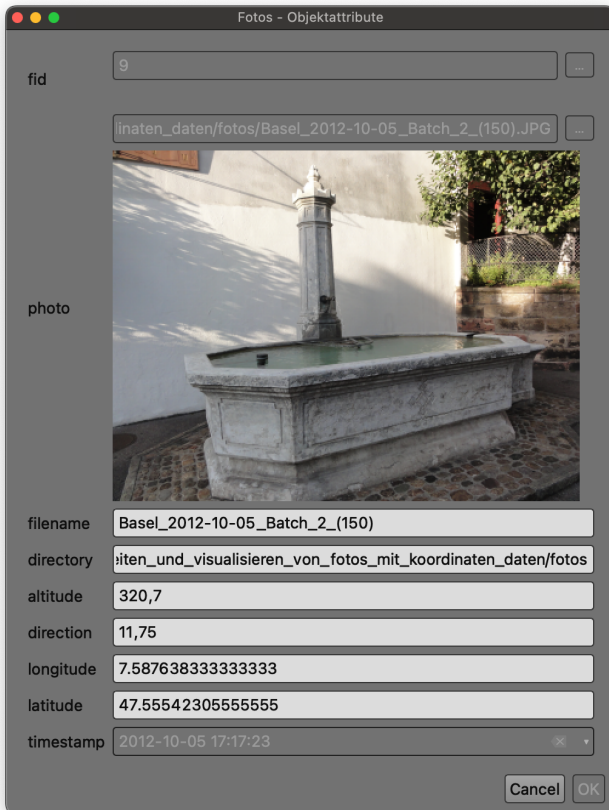 Fotos - Objektattribute
fid
9
...
inaten_daten/fotos/Basel_2012-10-05_Batch_2_(150).JPG
...
photo
filename
Basel_2012-10-05_Batch_2_(150)
directory
eiten_und_visualisieren_von_fotos_mit_koordinaten_daten/fotos
altitude
320,7
direction
11,75
longitude
7.587638333333333
latitude
47.55542305555555
timestamp
2012-10-05 17:17:23
Cancel
OK